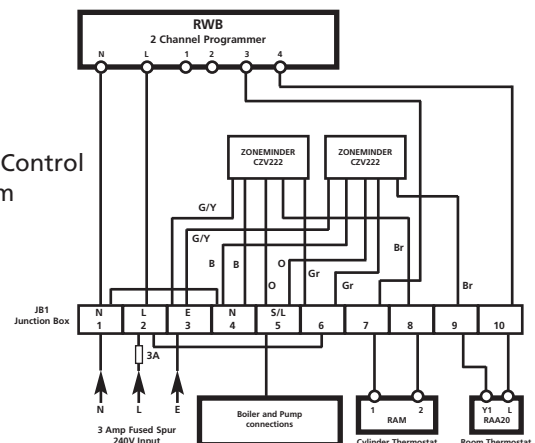 RWB
2 Channel Programmer
N L 1 2 3 4
Control
m
ZONEMINDER
CZV222
ZONEMINDER
CZV222
G/Y
G/Y
B B O O Gr Gr Br Br
JB1
Junction Box
N L E N S/L
1 2 3 4 5 6 7 8 9 10
3A
N L E
3 Amp Fused Spur
240V Input
Boiler and Pump
connections
1 2
RAM
Cylinder Thermostat
Y1 L
RAA20
Room Thermostat